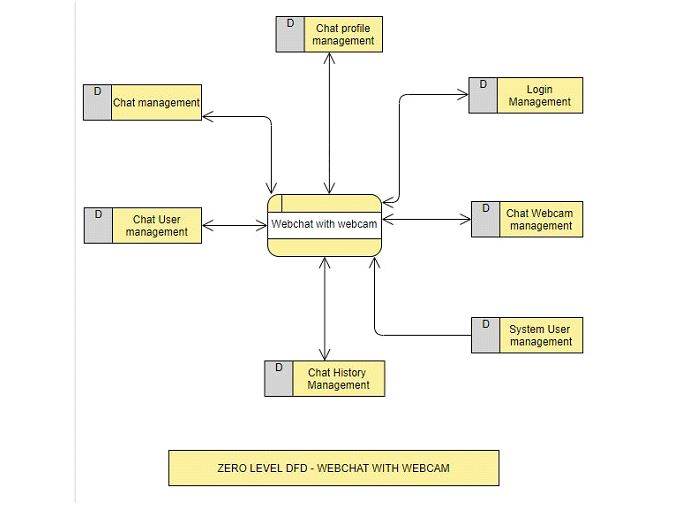 D
Chat profile
management
D
Chat management
D
Login
Management
D
Chat User
management
Webchat with webcam
D
Chat Webcam
management
D
System User
management
D
Chat History
Management
ZERO LEVEL DFD - WEBCHAT WITH WEBCAM